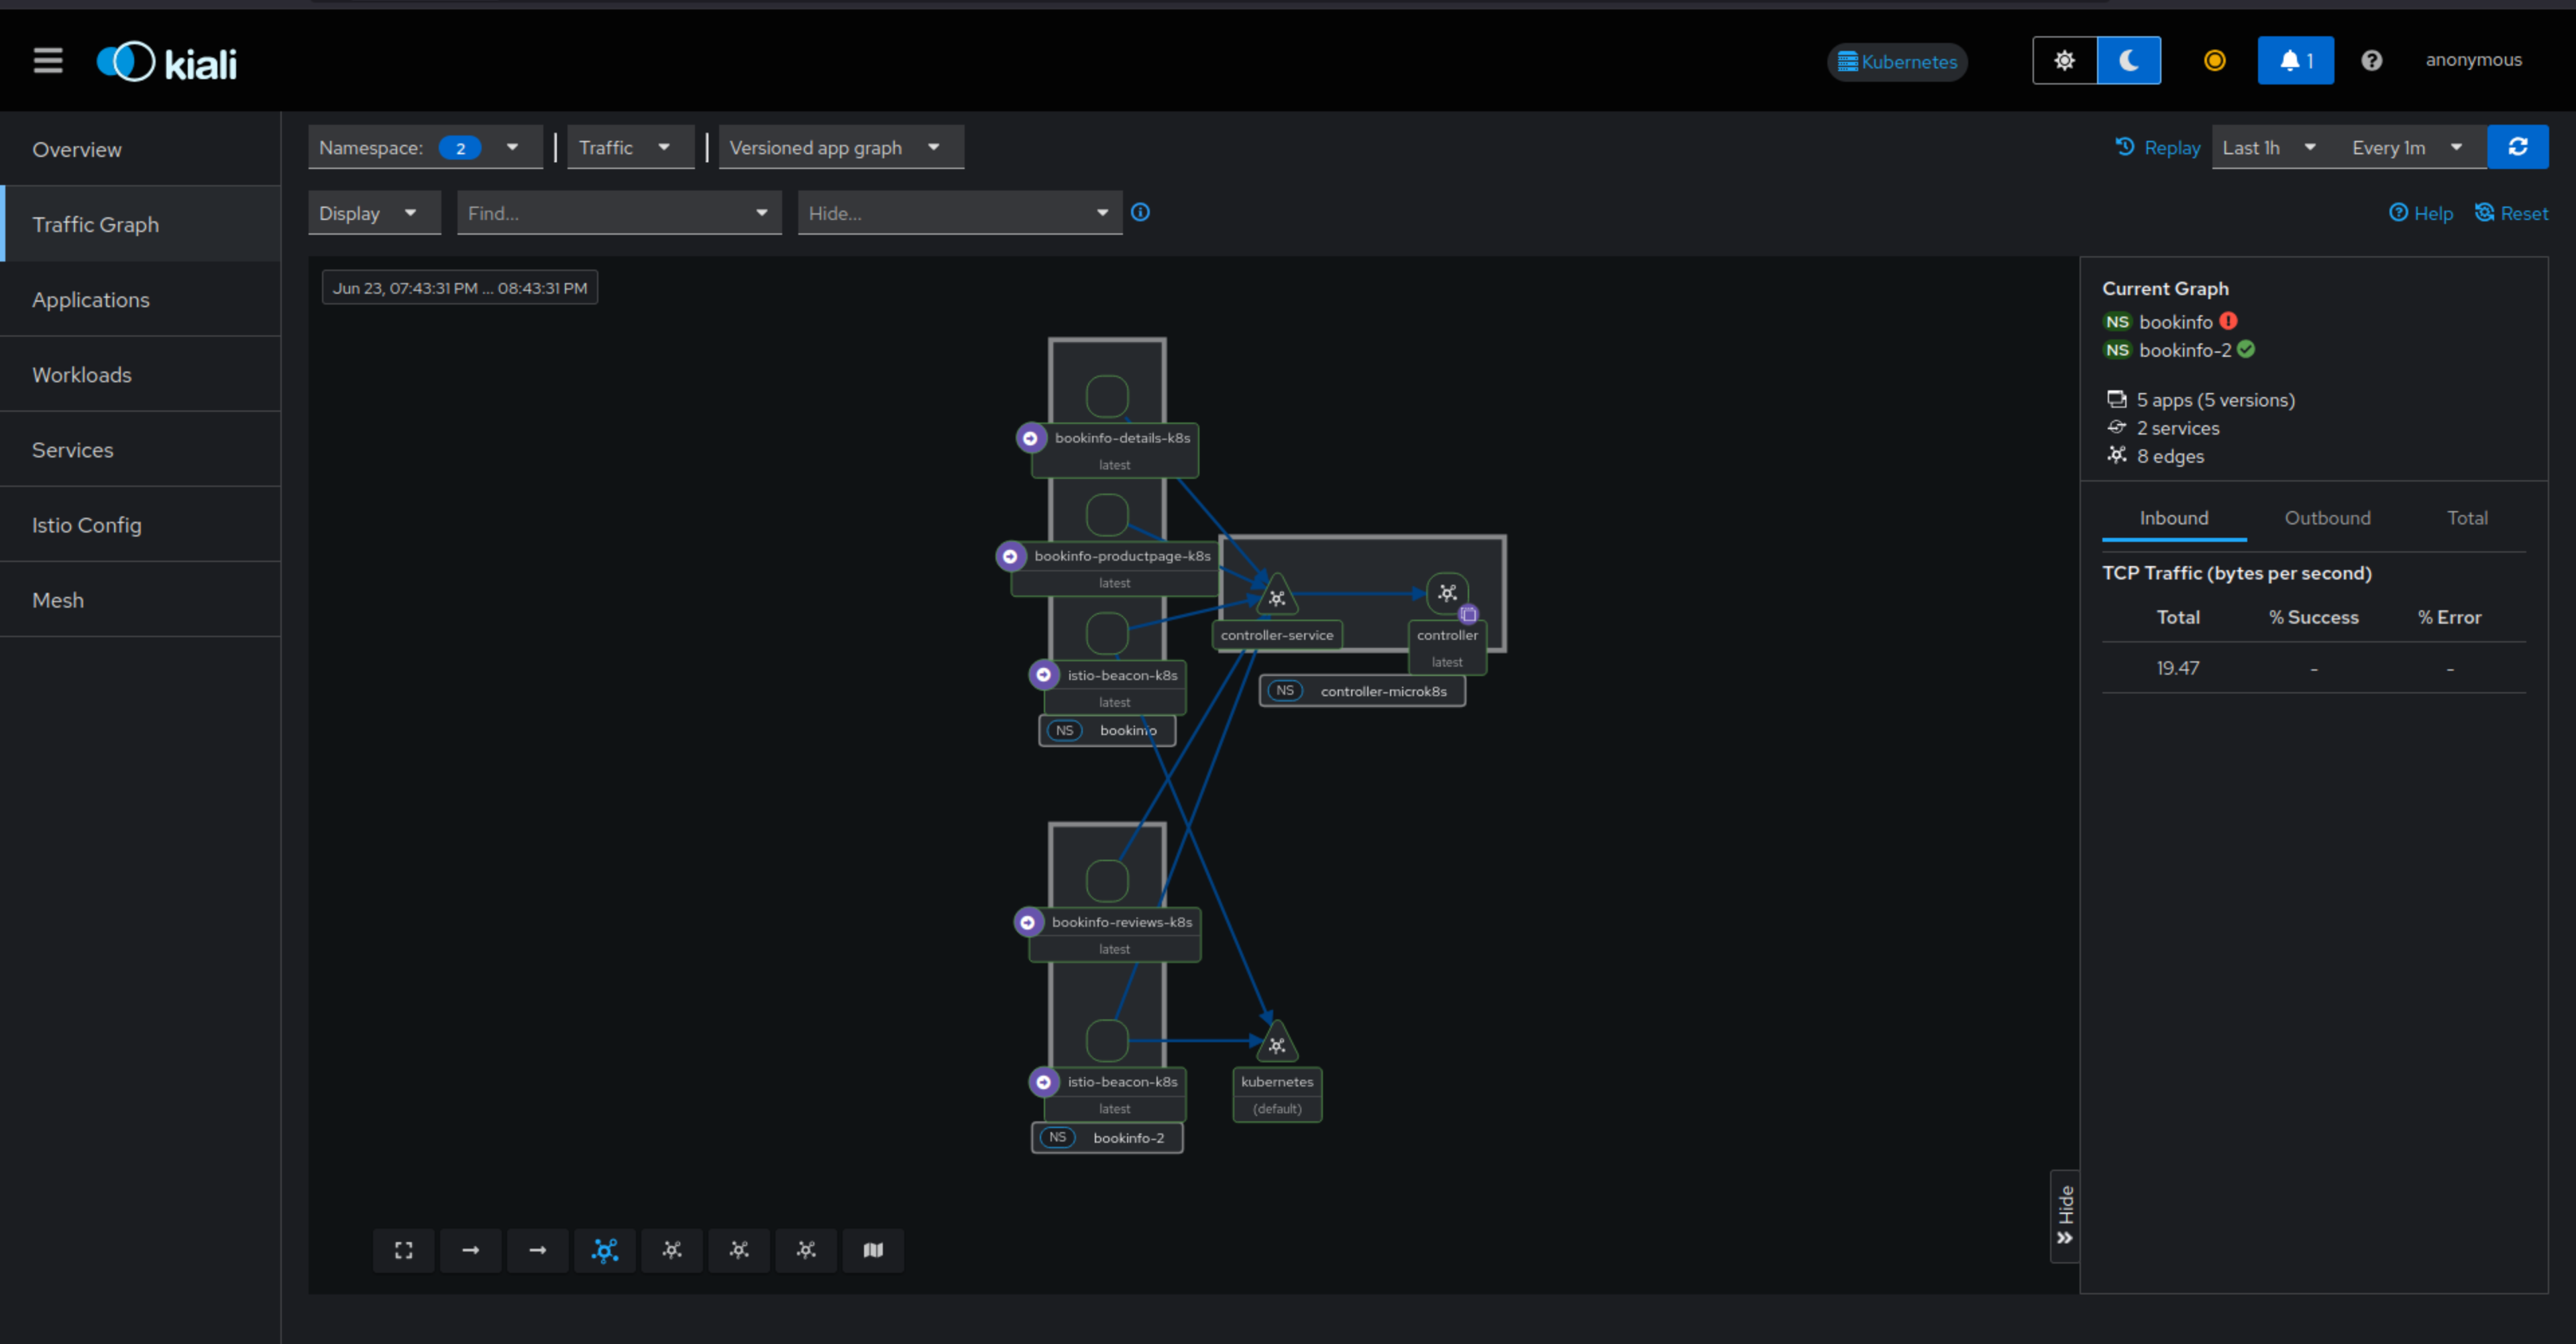 kiali
Kubernetes
1
anonymous
Overview
Traffic Graph
Applications
Workloads
Services
Istio Config
Mesh
Namespace: 2
Traffic
Versioned app graph
Replay
Last 1h
Every 1m
Display
Find...
Hide...
Help
Reset
Jun 23, 07:43:31 PM ... 08:43:31 PM
bookinfo-details-k8s
latest
bookinfo-productpage-k8s
latest
istio-beacon-k8s
latest
NS bookinfo
controller-service
controller
latest
NS controller-microk8s
bookinfo-reviews-k8s
latest
istio-beacon-k8s
latest
NS bookinfo-2
kubernetes
(default)
Hide
Current Graph
NS bookinfo
NS bookinfo-2
5 apps (5 versions)
2 services
8 edges
Inbound Outbound Total
TCP Traffic (bytes per second)
Total % Success % Error
19.47 - -